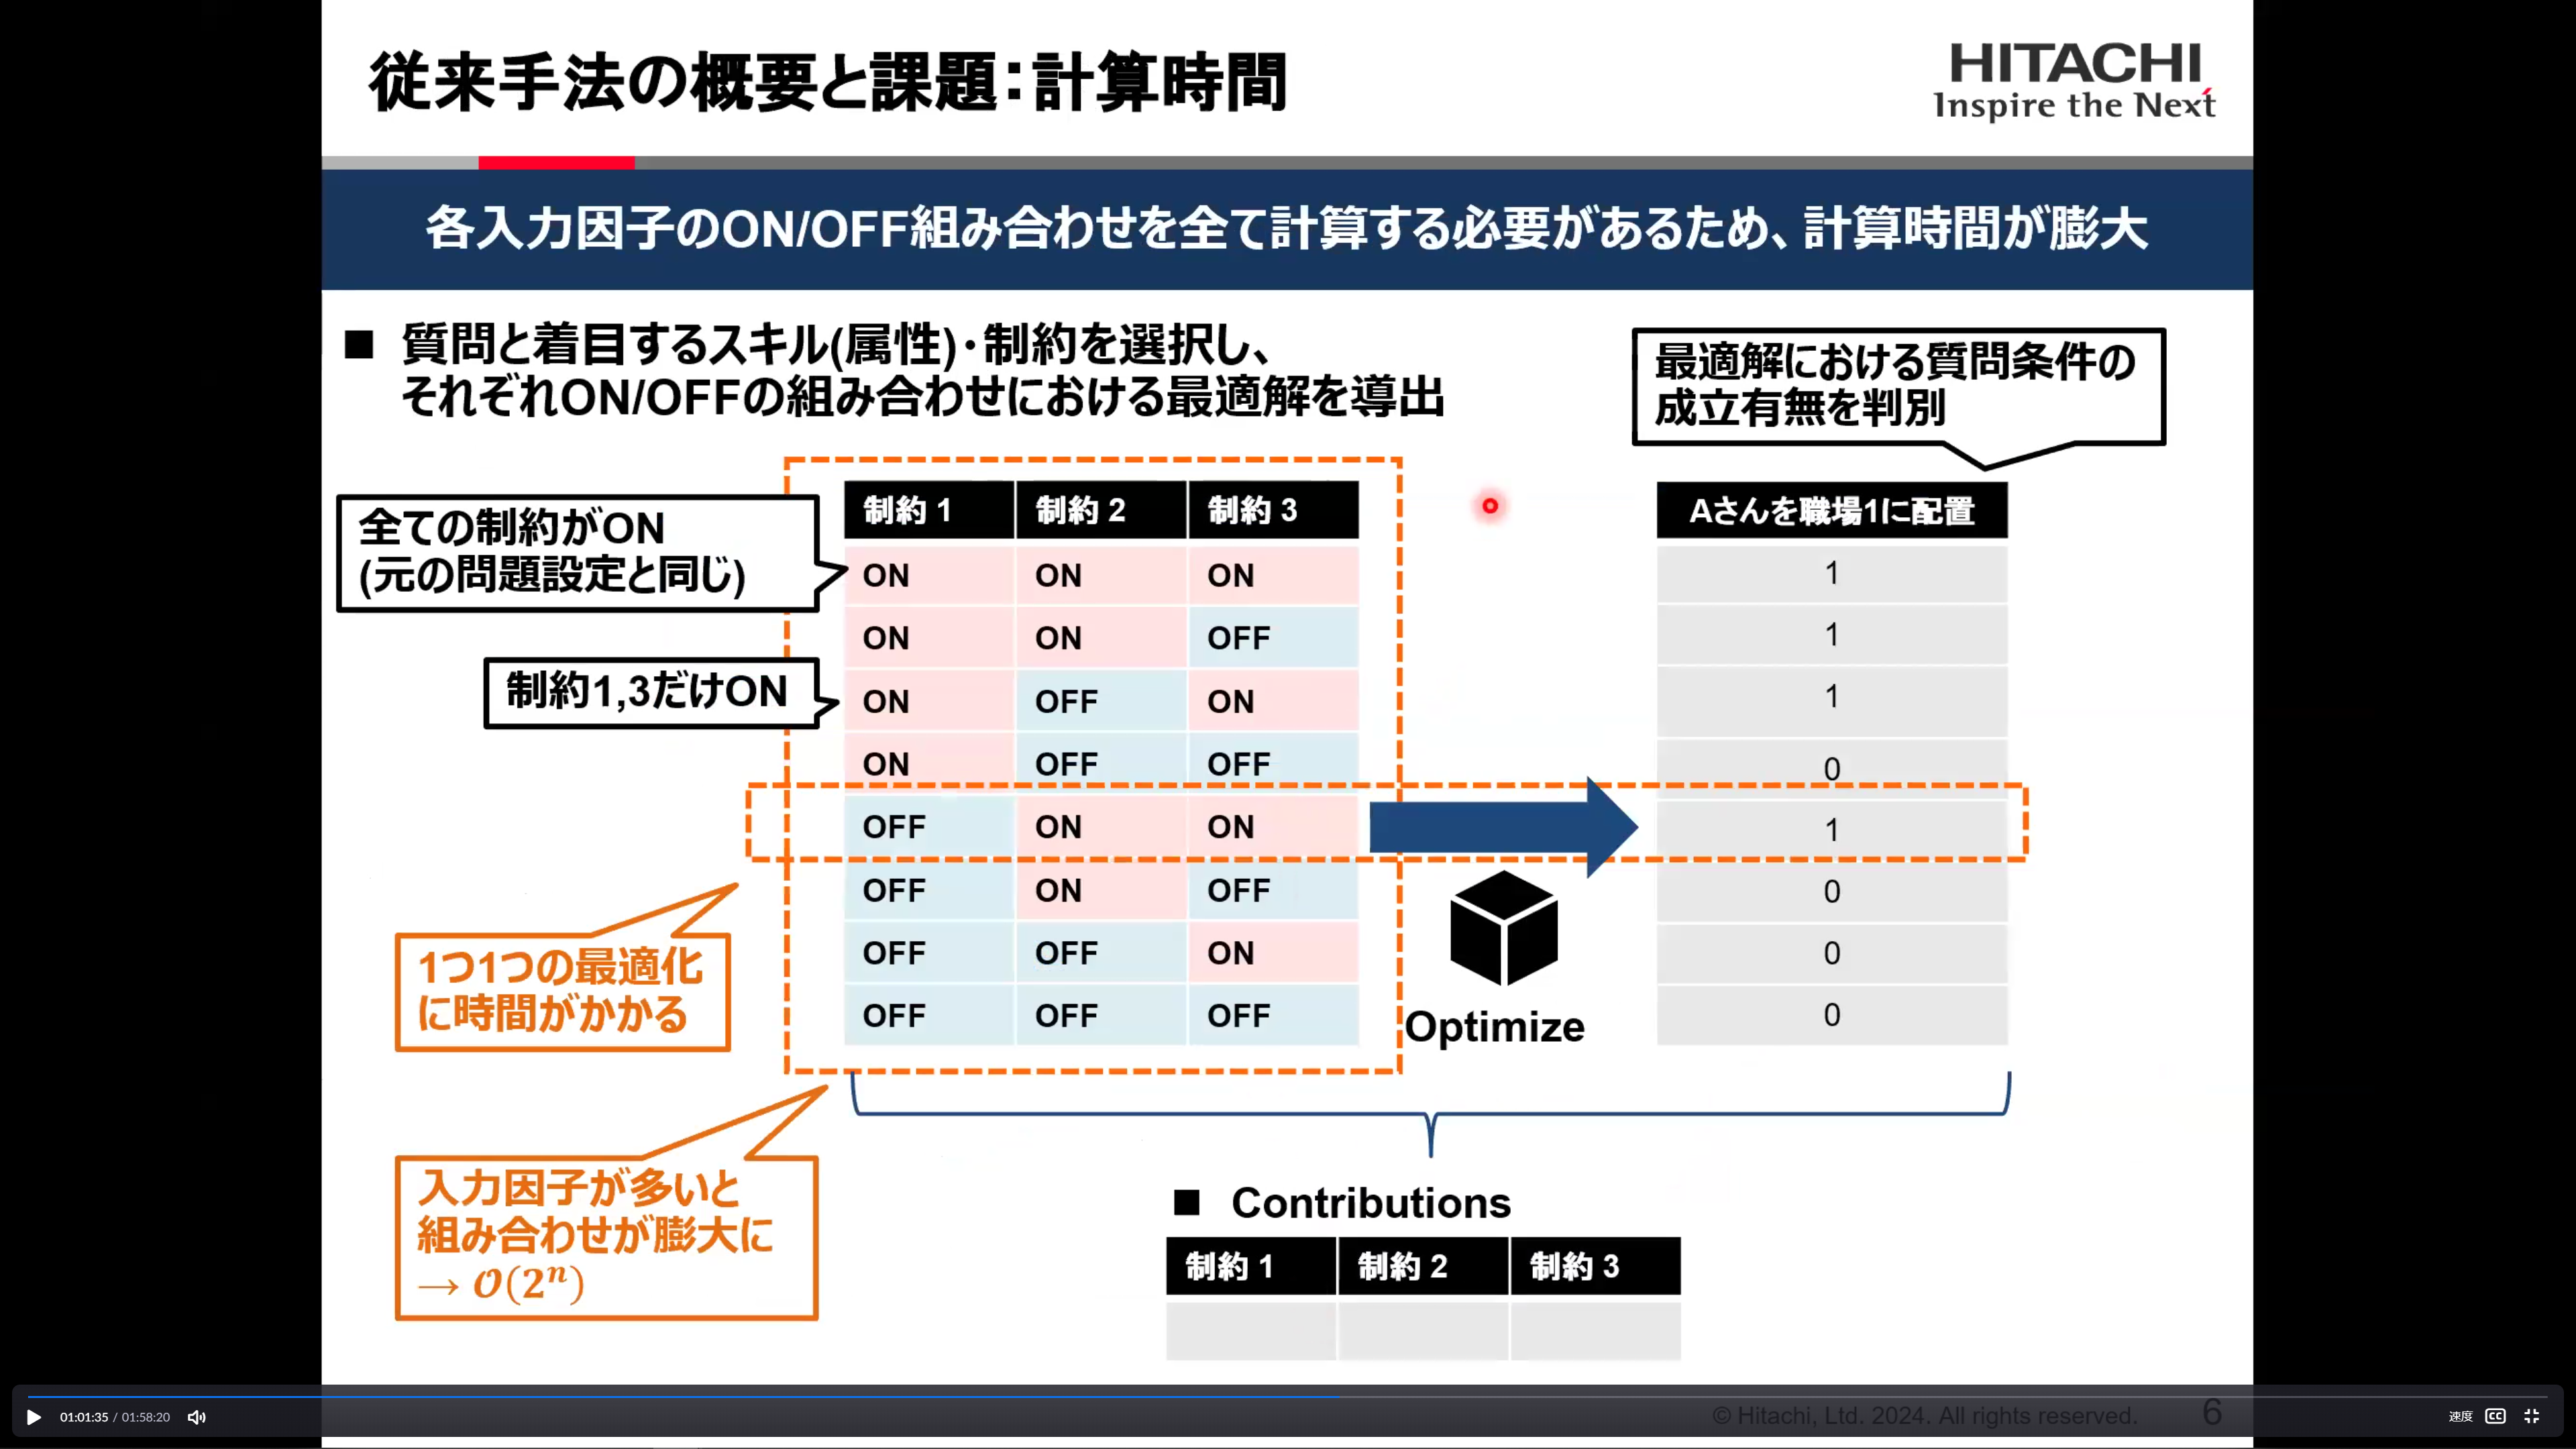 従来手法の概要と課題：計算時間
HITACHI
Inspire the Next
各入力因子のON/OFF組み合わせを全て計算する必要があるため、計算時間が膨大
■ 質問と着目するスキル(属性)・制約を選択し、
それぞれON/OFFの組み合わせにおける最適解を導出
最適解における質問条件の
成立有無を判別
全ての制約がON
(元の問題設定と同じ)
制約1,3だけON
制約 1 制約 2 制約 3
ON ON ON
ON ON OFF
ON OFF ON
ON OFF OFF
OFF ON ON
OFF ON OFF
OFF OFF ON
OFF OFF OFF
Aさんを職場1に配置
1
1
1
0
1
0
0
0
Optimize
1つ1つの最適化
に時間がかかる
入力因子が多いと
組み合わせが膨大に
→ O(2ⁿ)
■ Contributions
制約 1 制約 2 制約 3
© Hitachi, Ltd. 2024. All rights reserved. 6
01:01:35 / 01:58:20
速度 CC